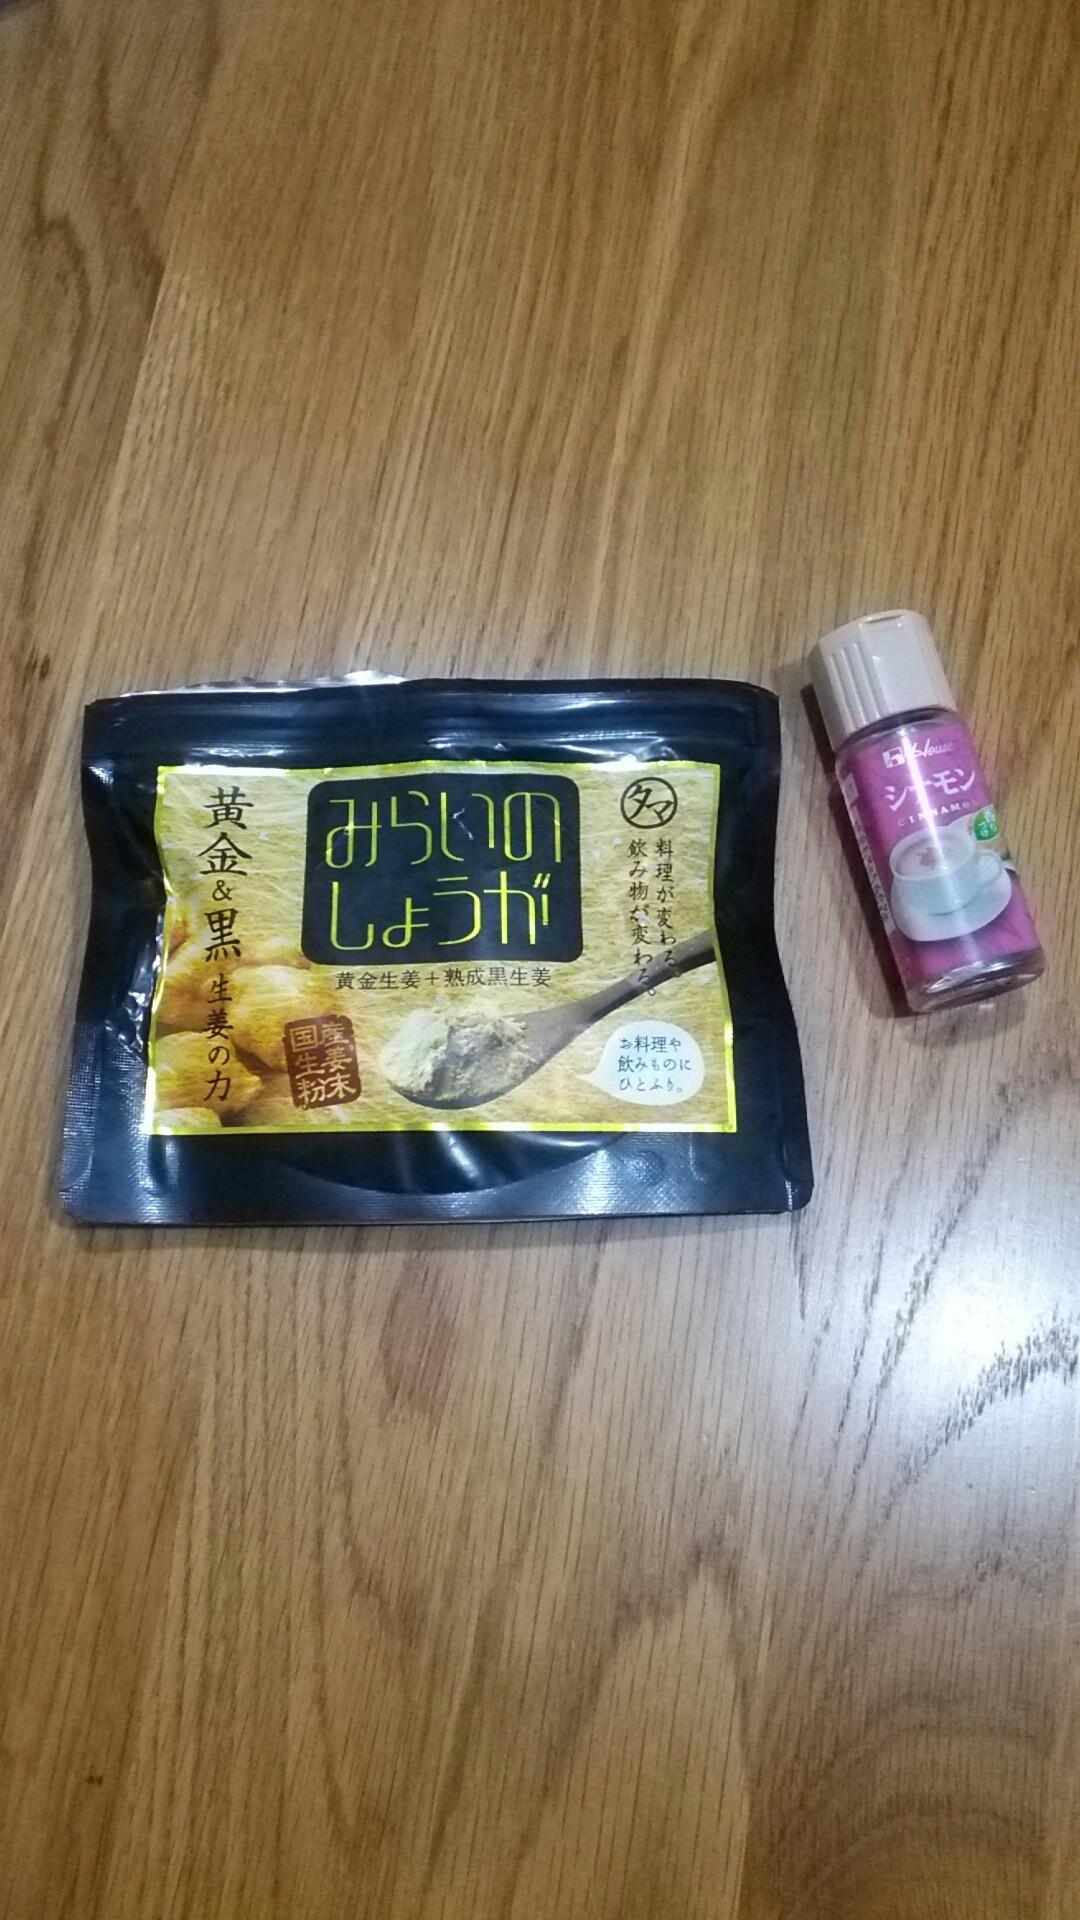 黄金&黒生姜の力
みらいの
しょうが
黄金生姜+熟成黒生姜
国産
生姜
粉末
タマ
料理が変わる。
飲み物が変わる。
お料理や
飲みものに
ひとふり。
House
シナモン
CINNAMON